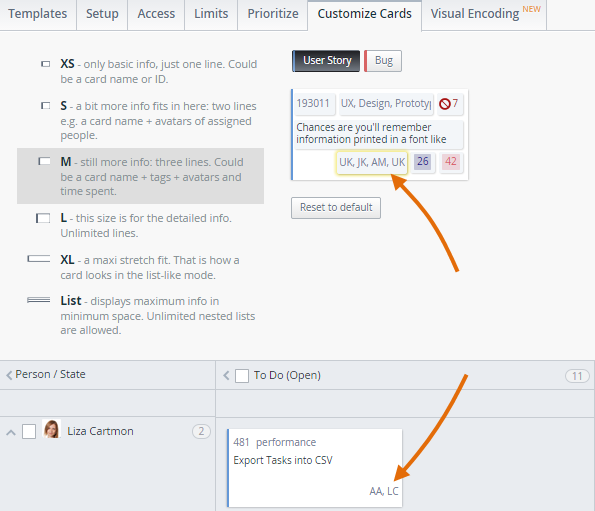 Templates Setup Access Limits Prioritize Customize Cards Visual Encoding NEW
XS - only basic info, just one line. Could
be a card name or ID.
S - a bit more info fits in here: two lines
e.g. a card name + avatars of assigned
people.
M - still more info: three lines. Could
be a card name + tags + avatars and
time spent.
L - this size is for the detailed info.
Unlimited lines.
XL - a maxi stretch fit. That is how a
card looks in the list-like mode.
List - displays maximum info in
minimum space. Unlimited nested lists
are allowed.
User Story Bug
193011 UX, Design, Prototyp 7
Chances are you'll remember
information printed in a font like
UK, JK, AM, UK 26 42
Reset to default
Person / State To Do (Open) 11
Liza Cartmon 2
481 performance
Export Tasks into CSV
AA, LC